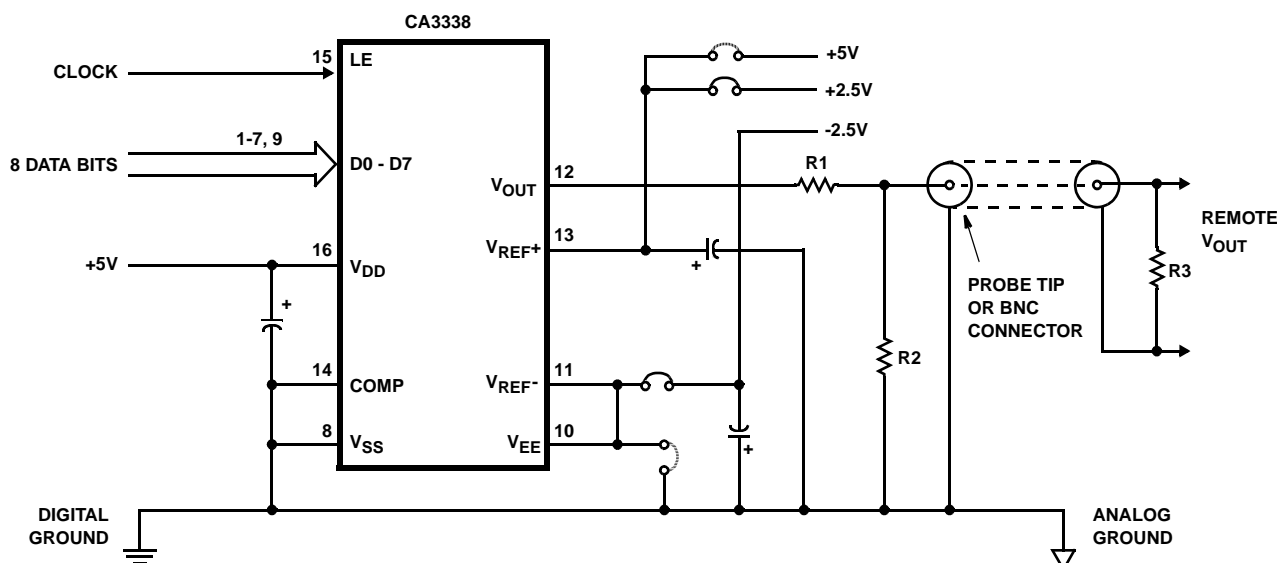 CA3338
15
LE
CLOCK
+5V
+2.5V
-2.5V
1-7, 9
8 DATA BITS
D0 - D7
R1
12
VOUT
13
VREF+
+
REMOTE
VOUT
R3
PROBE TIP
OR BNC
CONNECTOR
16
+5V
VDD
+
R2
14
COMP
11
VREF-
8
VSS
10
VEE
+
DIGITAL
GROUND
ANALOG
GROUND